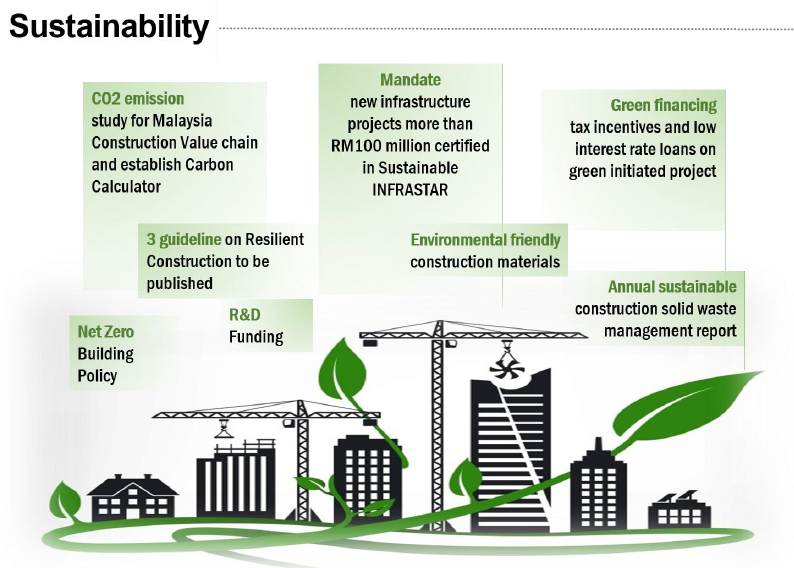 Sustainability
CO2 emission
study for Malaysia
Construction Value chain
and establish Carbon
Calculator
Mandate
new infrastructure
projects more than
RM100 million certified
in Sustainable
INFRASTAR
Green financing
tax incentives and low
interest rate loans on
green initiated project
3 guideline on Resilient
Construction to be
published
Environmental friendly
construction materials
Annual sustainable
construction solid waste
management report
R&D
Funding
Net Zero
Building
Policy